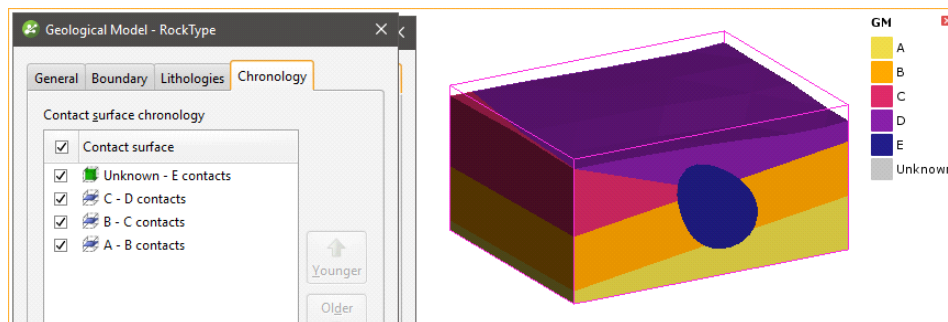 Geological Model - RockType
General
Boundary
Lithologies
Chronology
Contact surface chronology
Contact surface
Unknown - E contacts
C - D contacts
B - C contacts
A - B contacts
Younger
Older
GM
A
B
C
D
E
Unknown